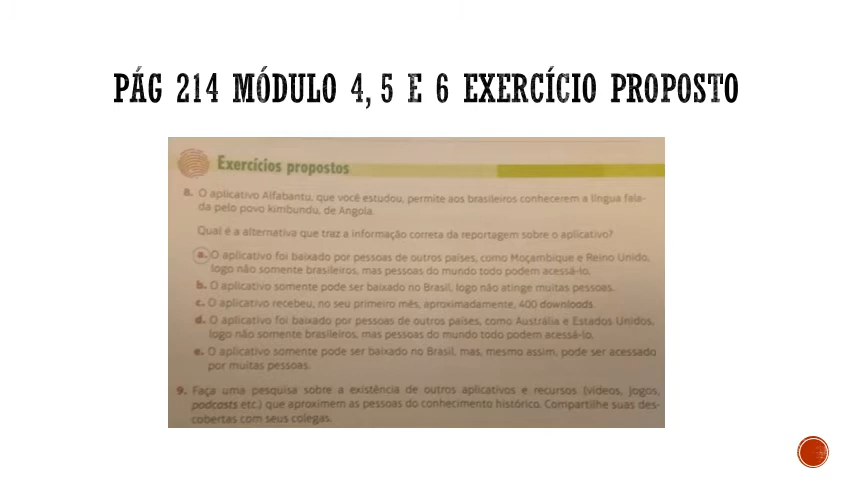 PÁG 214 MÓDULO 4, 5 E 6 EXERCÍCIO PROPOSTO
Exercícios propostos
8. O aplicativo Alfabantu, que você estudou, permite aos brasileiros conhecerem a língua fala-
da pelo povo kimbundu, de Angola.
Qual é a alternativa que traz a informação correta da reportagem sobre o aplicativo?
a. O aplicativo foi baixado por pessoas de outros países, como Moçambique e Reino Unido,
logo não somente brasileiros, mas pessoas do mundo todo podem acessá-lo.
b. O aplicativo somente pode ser baixado no Brasil, logo não atinge muitas pessoas.
c. O aplicativo recebeu, no seu primeiro mês, aproximadamente, 400 downloads.
d. O aplicativo foi baixado por pessoas de outros países, como Austrália e Estados Unidos,
logo não somente brasileiros, mas pessoas do mundo todo podem acessá-lo.
e. O aplicativo somente pode ser baixado no Brasil, mas, mesmo assim, pode ser acessado
por muitas pessoas.
9. Faça uma pesquisa sobre a existência de outros aplicativos e recursos (vídeos, jogos,
podcasts etc.) que aproximem as pessoas do conhecimento histórico. Compartilhe suas des-
cobertas com seus colegas.